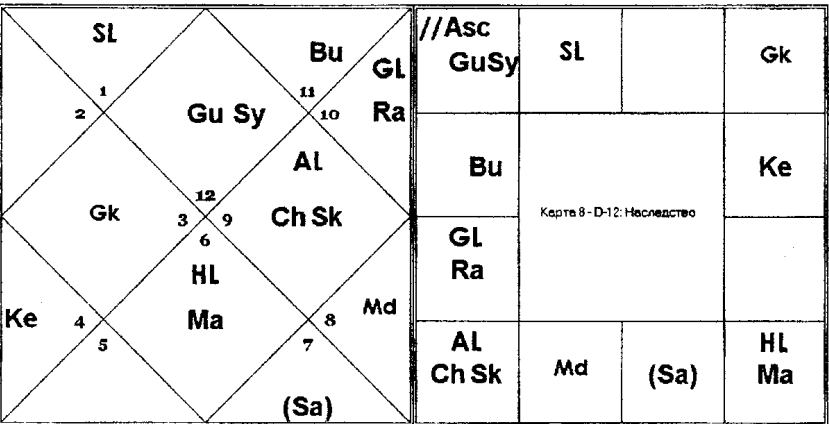 SL
Bu
GL
1
11
2
Gu Sy
10
Ra
AL
12
Gk
3
9
Ch Sk
6
HL
Ke
4
Ma
8
Md
5
7
(Sa)
//Asc
GuSy
SL
Gk
Bu
Ke
Карта 8 - D-12: Наследство
GL
Ra
AL
Ch Sk
Md
(Sa)
HL
Ma